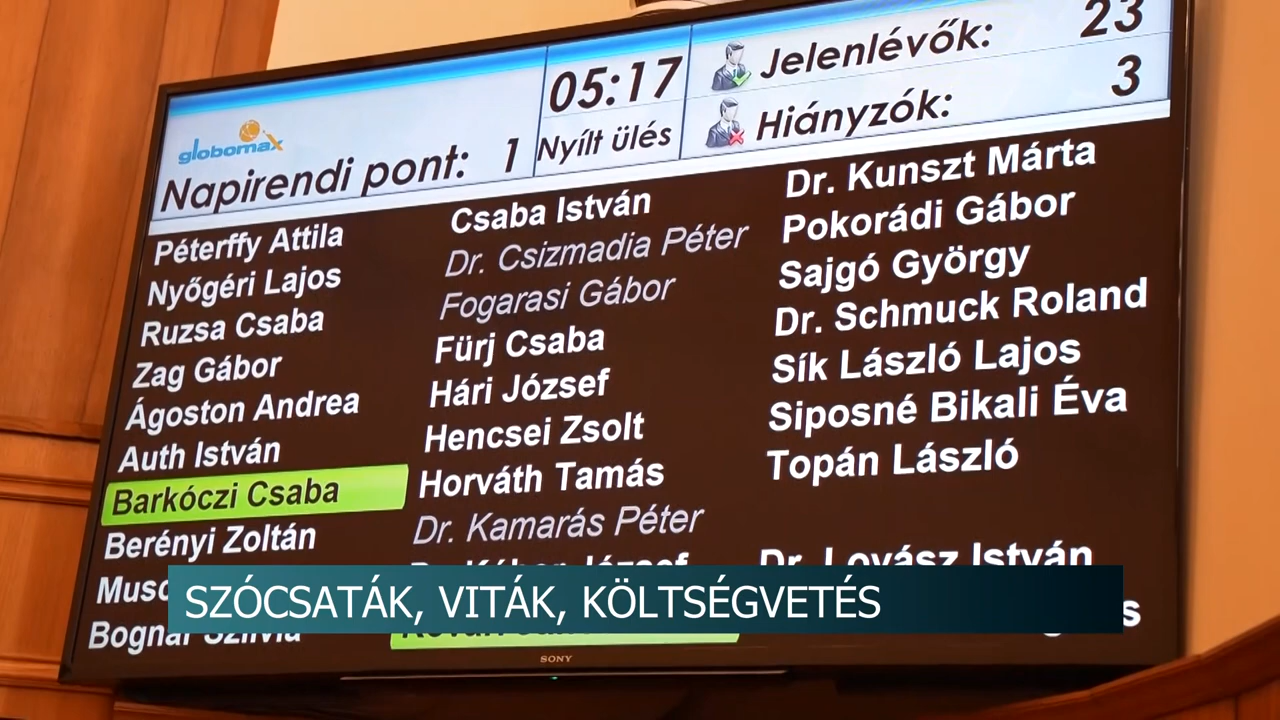 globomax
Napirendi pont: 1
05:17
Nyílt ülés
Jelenlévők: 23
Hiányzók: 3
Péterffy Attila
Nyőgéri Lajos
Ruzsa Csaba
Zag Gábor
Ágoston Andrea
Auth István
Barkóczi Csaba
Berényi Zoltán
Bognár Szilvia
Csaba István
Dr. Csizmadia Péter
Fogarasi Gábor
Fürj Csaba
Hári József
Hencsei Zsolt
Horváth Tamás
Dr. Kamarás Péter
Dr. Kunszt Márta
Pokorádi Gábor
Sajgó György
Dr. Schmuck Roland
Sík László Lajos
Siposné Bikali Éva
Topán László
Dr. Lovász István
SZÓCSATÁK, VITÁK, KÖLTSÉGVETÉS
SONY